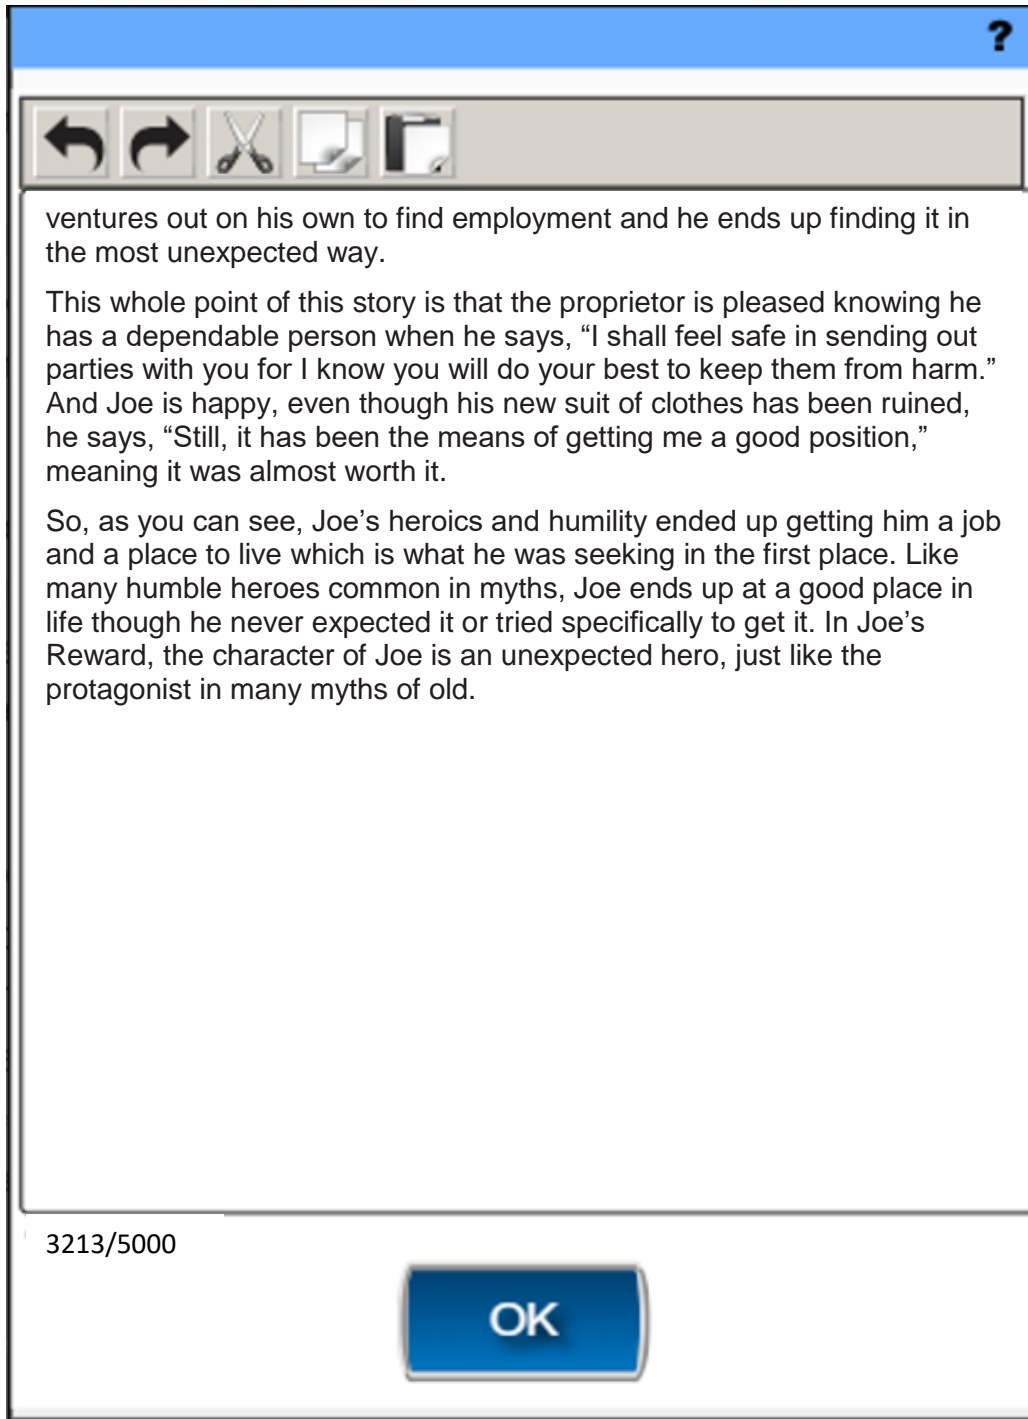 ?
ventures out on his own to find employment and he ends up finding it in
the most unexpected way.
This whole point of this story is that the proprietor is pleased knowing he
has a dependable person when he says, “I shall feel safe in sending out
parties with you for I know you will do your best to keep them from harm.”
And Joe is happy, even though his new suit of clothes has been ruined,
he says, “Still, it has been the means of getting me a good position,”
meaning it was almost worth it.
So, as you can see, Joe’s heroics and humility ended up getting him a job
and a place to live which is what he was seeking in the first place. Like
many humble heroes common in myths, Joe ends up at a good place in
life though he never expected it or tried specifically to get it. In Joe’s
Reward, the character of Joe is an unexpected hero, just like the
protagonist in many myths of old.
3213/5000
OK